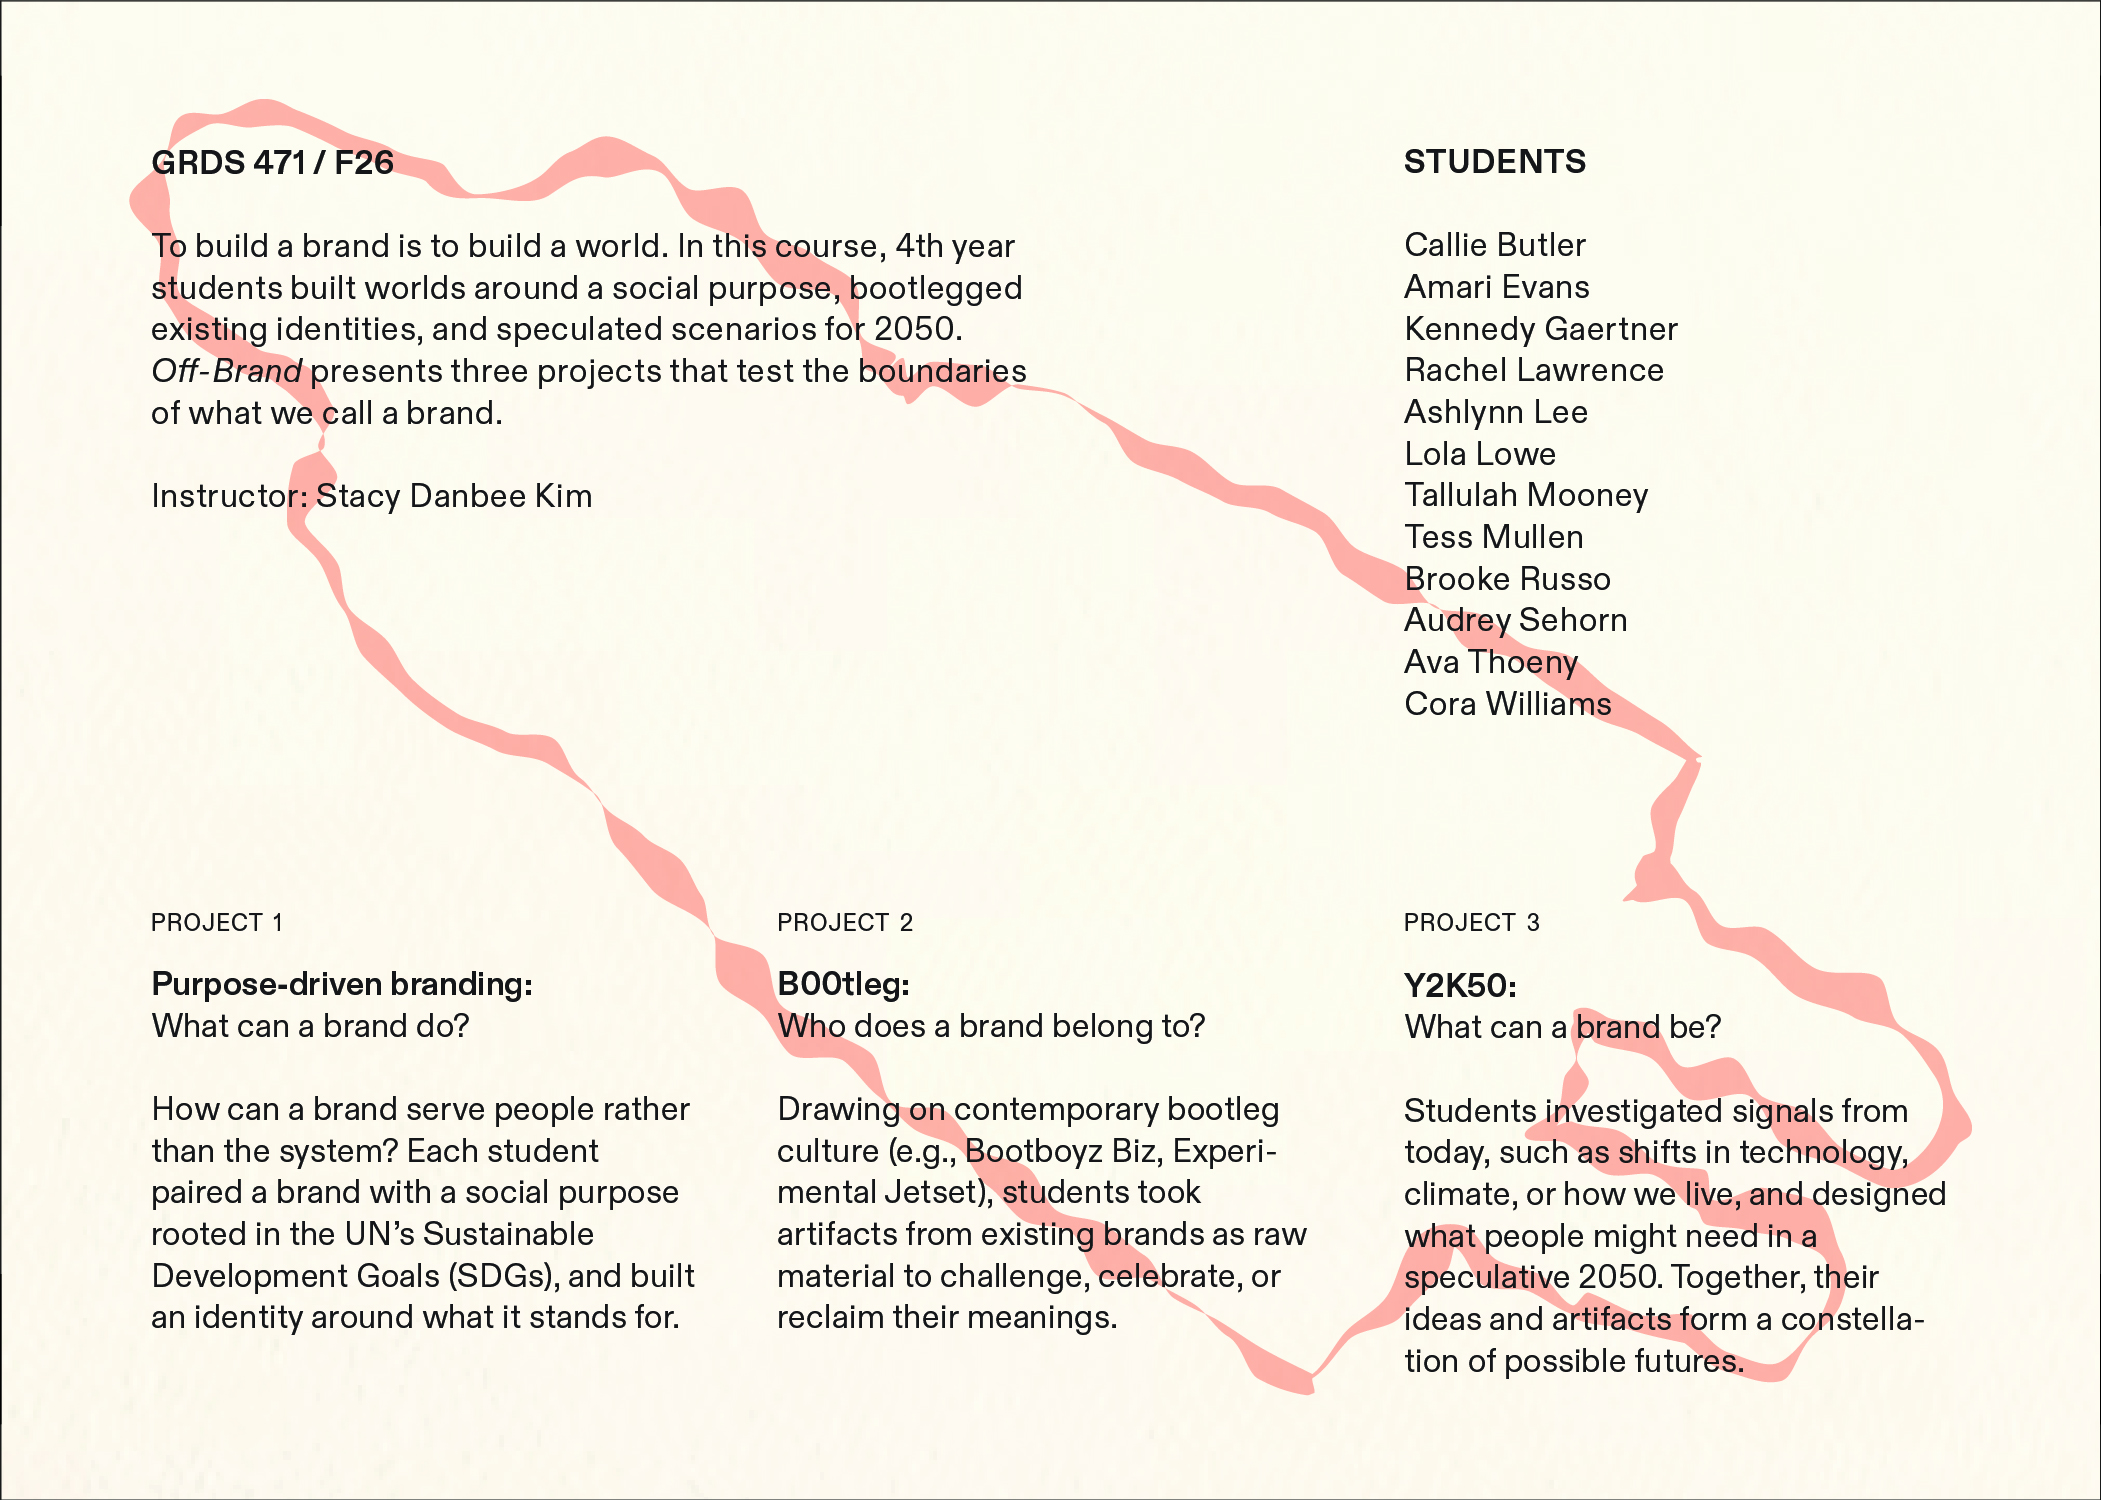 GRDS 471 / F26
To build a brand is to build a world. In this course, 4th year
students built worlds around a social purpose, bootlegged
existing identities, and speculated scenarios for 2050.
Off-Brand presents three projects that test the boundaries
of what we call a brand.
Instructor: Stacy Danbee Kim
STUDENTS
Callie Butler
Amari Evans
Kennedy Gaertner
Rachel Lawrence
Ashlynn Lee
Lola Lowe
Tallulah Mooney
Tess Mullen
Brooke Russo
Audrey Sehorn
Ava Thoeny
Cora Williams
PROJECT 1
Purpose-driven branding:
What can a brand do?
How can a brand serve people rather
than the system? Each student
paired a brand with a social purpose
rooted in the UN’s Sustainable
Development Goals (SDGs), and built
an identity around what it stands for.
PROJECT 2
B00tleg:
Who does a brand belong to?
Drawing on contemporary bootleg
culture (e.g., Bootboyz Biz, Experi-
mental Jetset), students took
artifacts from existing brands as raw
material to challenge, celebrate, or
reclaim their meanings.
PROJECT 3
Y2K50:
What can a brand be?
Students investigated signals from
today, such as shifts in technology,
climate, or how we live, and designed
what people might need in a
speculative 2050. Together, their
ideas and artifacts form a constella-
tion of possible futures.